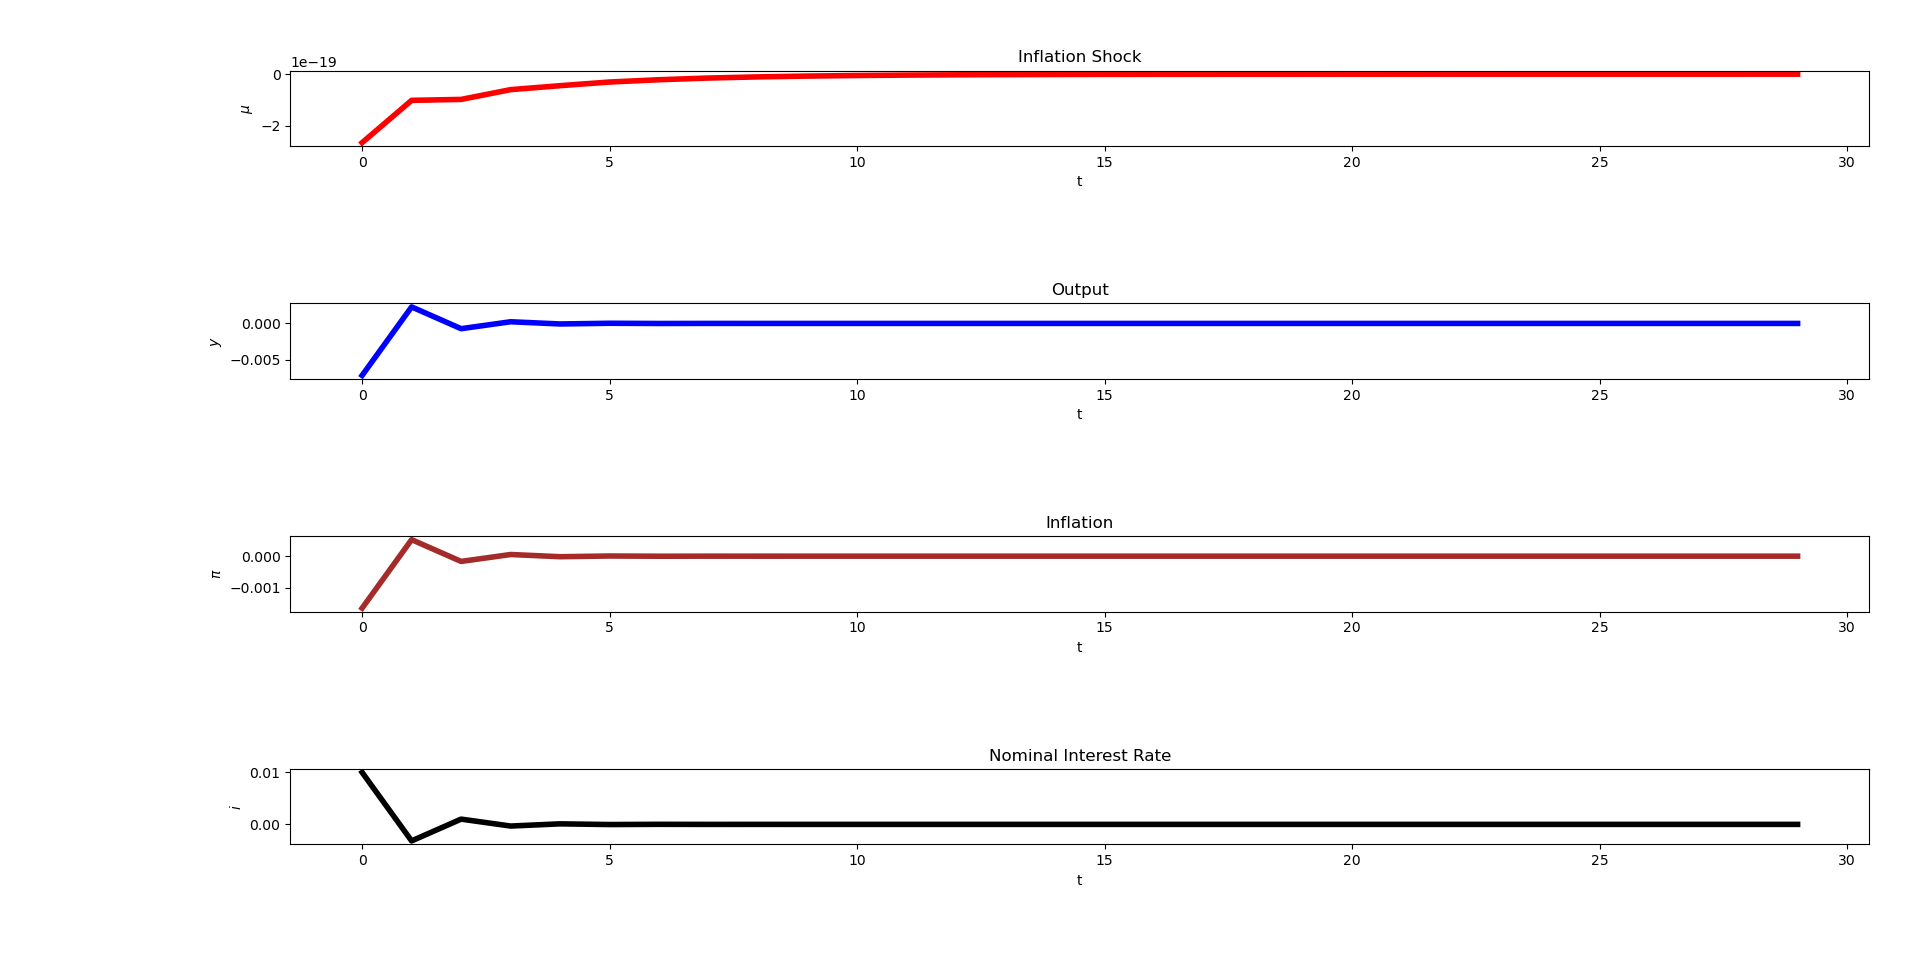 Inflation Shock
1e−19
0
−2
μ
0 5 10 15 20 25 30
t
Output
0.000
−0.005
y
0 5 10 15 20 25 30
t
Inflation
0.000
−0.001
π
0 5 10 15 20 25 30
t
Nominal Interest Rate
0.01
0.00
i
0 5 10 15 20 25 30
t